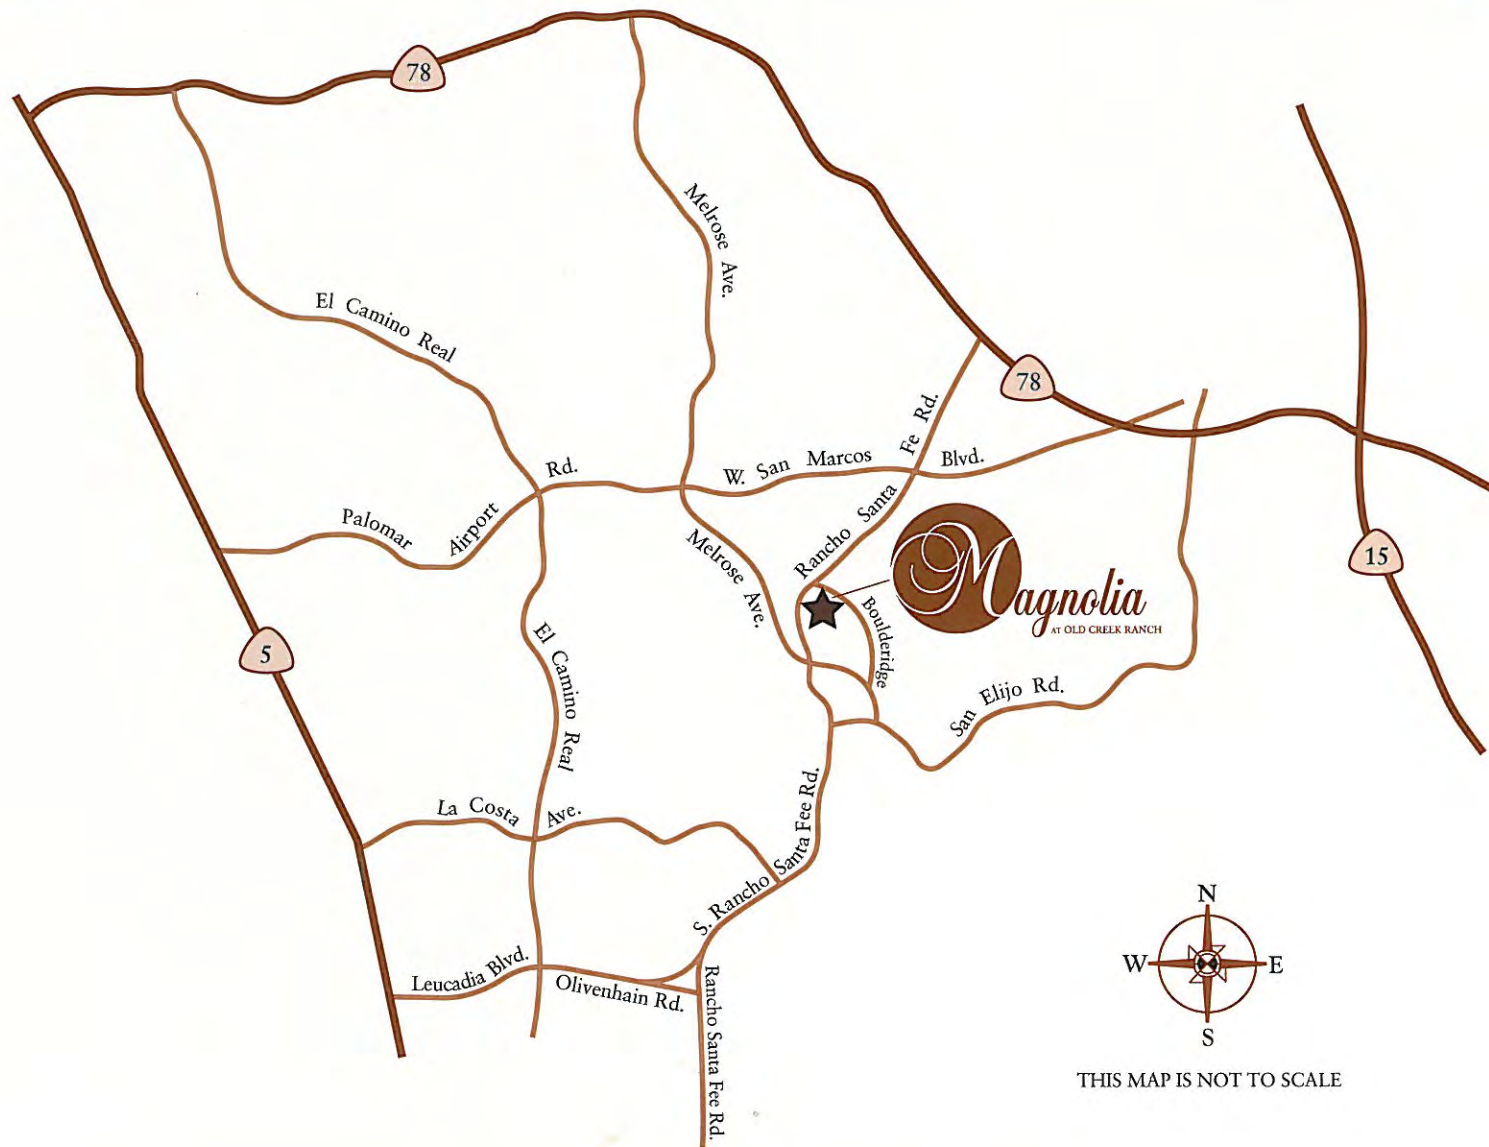 78
Melrose Ave.
El Camino Real
78
Rancho Santa Fe Rd.
W. San Marcos Blvd.
Palomar Airport Rd.
15
Melrose Ave.
Magnolia
AT OLD CREEK RANCH
Boulderidge
5
El Camino Real
San Elijo Rd.
La Costa Ave.
S. Rancho Santa Fee Rd.
Leucadia Blvd.
Olivenhain Rd.
Rancho Santa Fee Rd.
N
W
E
S
THIS MAP IS NOT TO SCALE